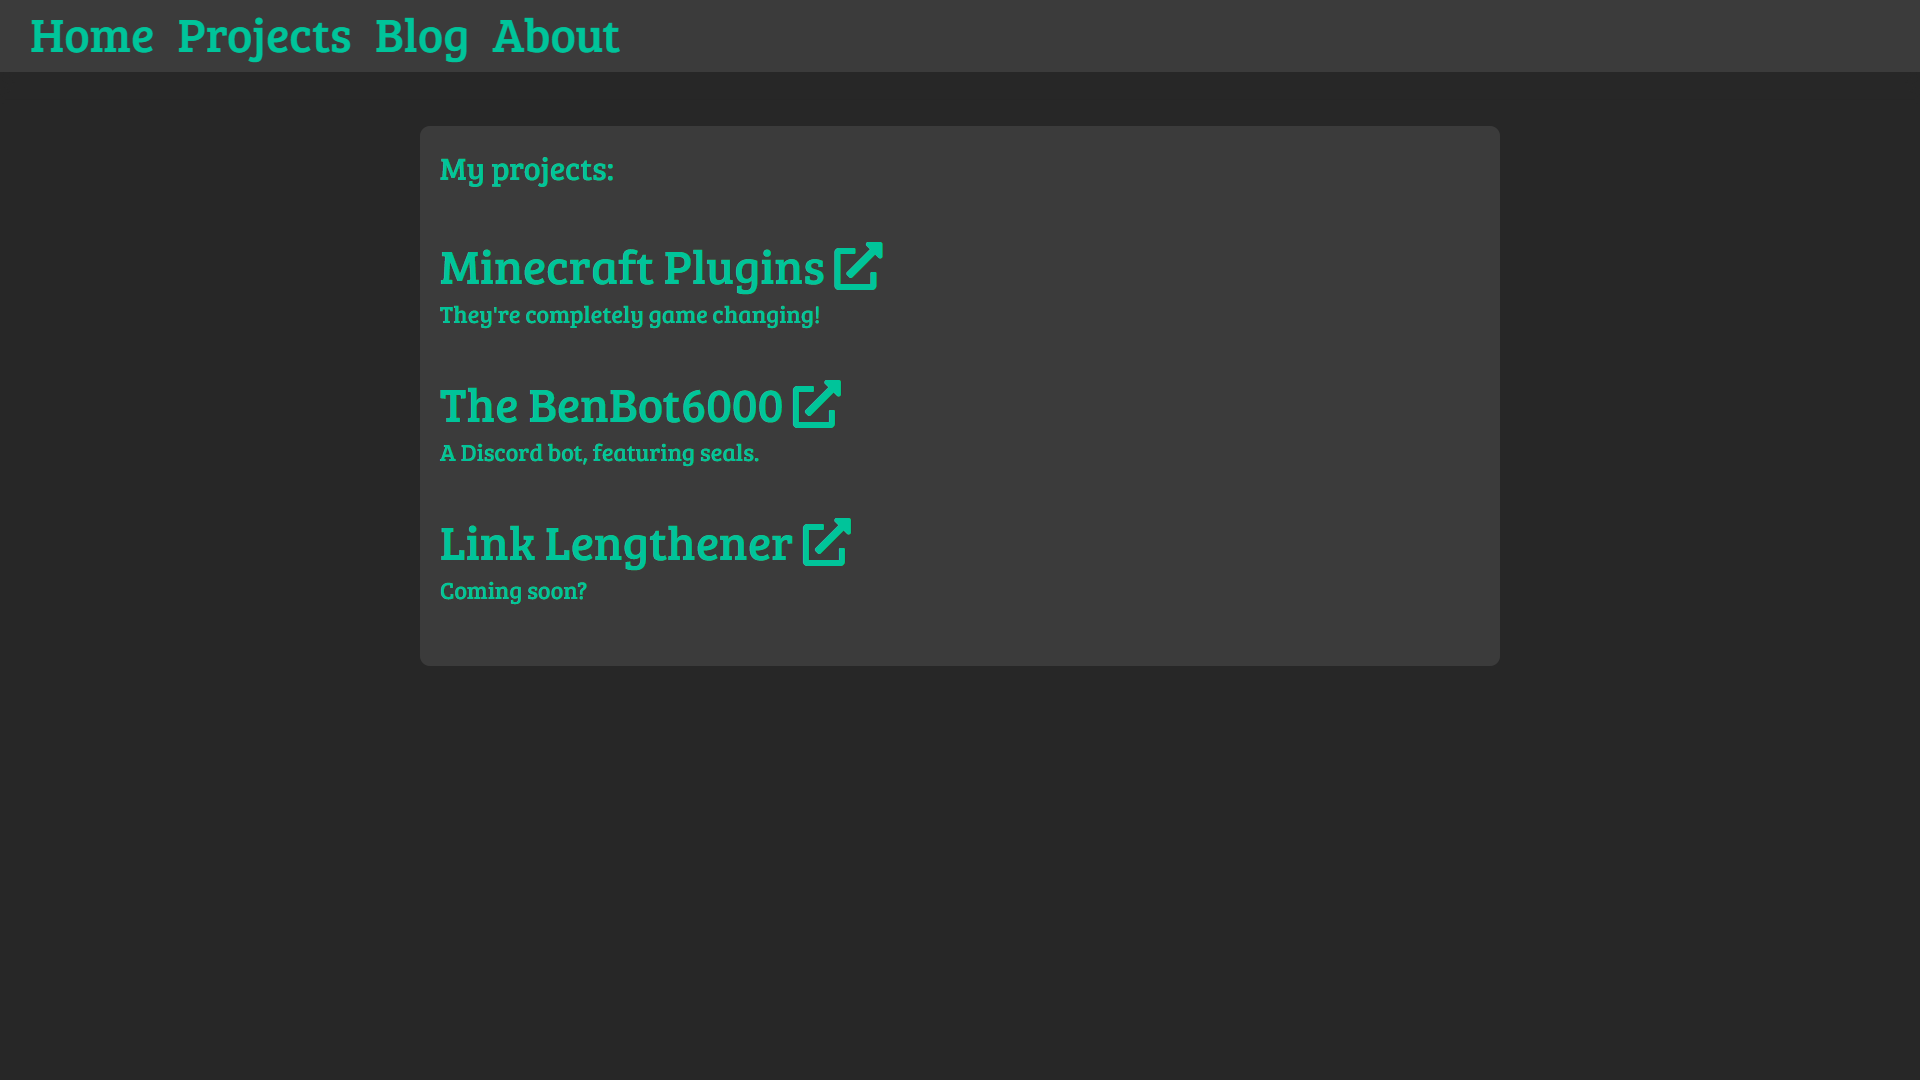 Home Projects Blog About
My projects:
Minecraft Plugins
They're completely game changing!
The BenBot6000
A Discord bot, featuring seals.
Link Lengthener
Coming soon?